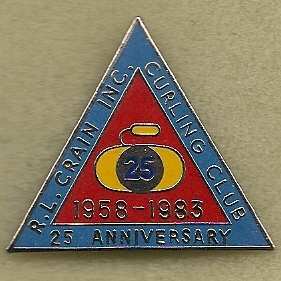 R.L. CRAIN INC.
CURLING CLUB
25
1958-1983
25 ANNIVERSARY